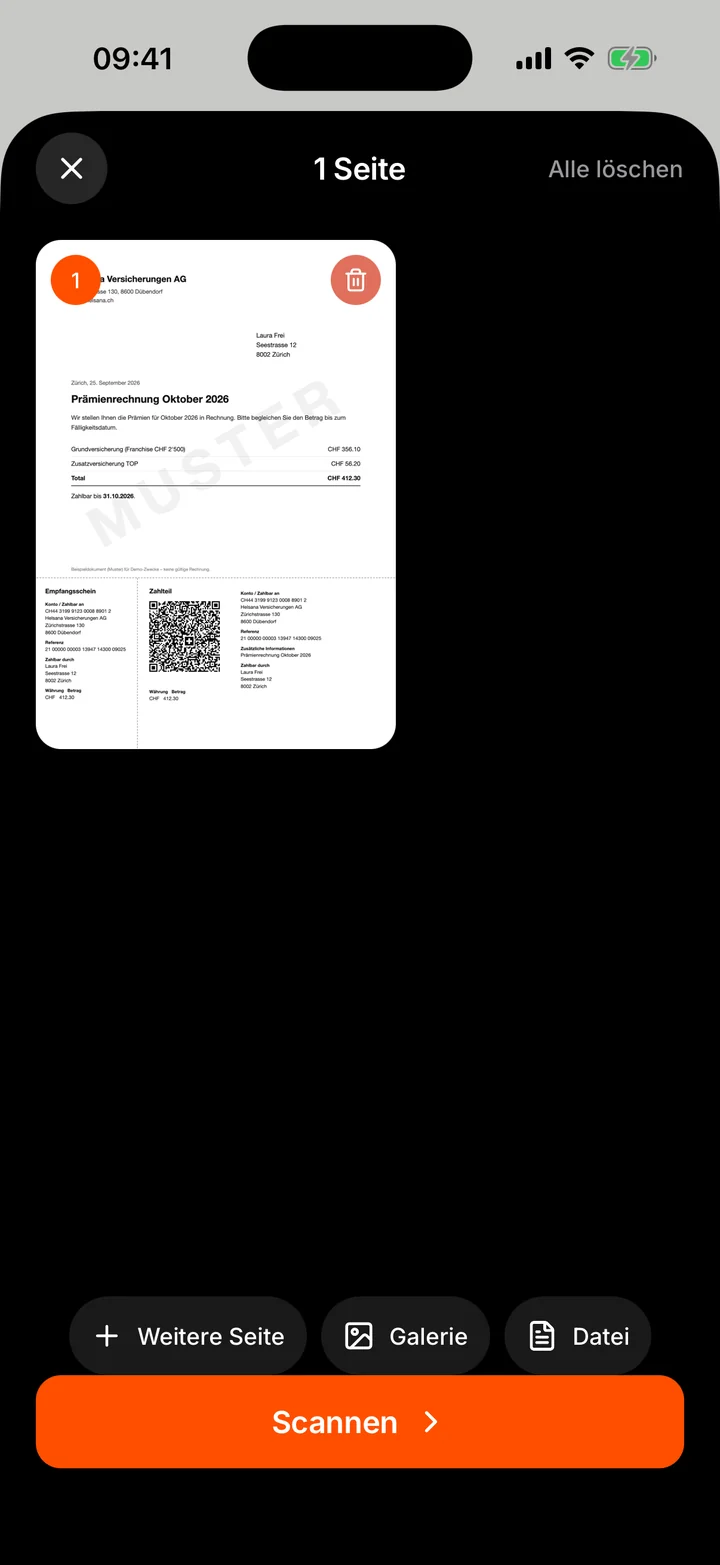 09:41
1 Seite
Alle löschen
1
a Versicherungen AG
sse 130, 8600 Dübendorf
lsana.ch
Laura Frei
Seestrasse 12
8002 Zürich
Zürich, 25. September 2026
Prämienrechnung Oktober 2026
Wir stellen Ihnen die Prämien für Oktober 2026 in Rechnung. Bitte begleichen Sie den Betrag bis zum
Fälligkeitsdatum.
Grundversicherung (Franchise CHF 2'500) CHF 356.10
Zusatzversicherung TOP CHF 56.20
Total CHF 412.30
Zahlbar bis 31.10.2026.
MUSTER
Beispieldokument (Muster) für Demo-Zwecke – keine gültige Rechnung.
Empfangsschein
Konto / Zahlbar an
CH44 3199 9123 0008 8901 2
Helsana Versicherungen AG
Zürichstrasse 130
8600 Dübendorf
Referenz
21 00000 00003 13947 14300 09025
Zahlbar durch
Laura Frei
Seestrasse 12
8002 Zürich
Währung Betrag
CHF 412.30
Zahlteil
Währung Betrag
CHF 412.30
Konto / Zahlbar an
CH44 3199 9123 0008 8901 2
Helsana Versicherungen AG
Zürichstrasse 130
8600 Dübendorf
Referenz
21 00000 00003 13947 14300 09025
Zusätzliche Informationen
Prämienrechnung Oktober 2026
Zahlbar durch
Laura Frei
Seestrasse 12
8002 Zürich
Weitere Seite
Galerie
Datei
Scannen